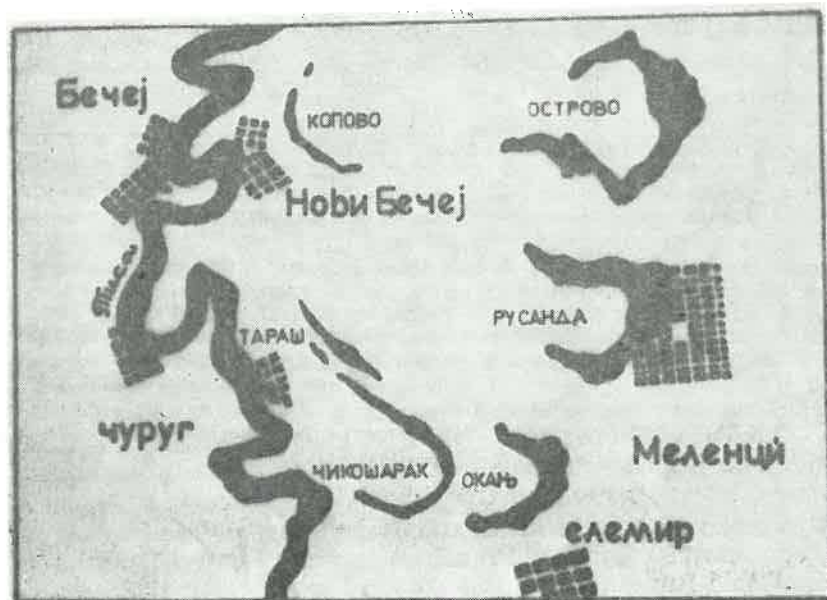 Бечеј
КОПОВО
ОСТРОВО
Нови Бечеј
Тиса
РУСАНДА
ТАРАШ
чуруг
Меленци
ЧИКОШАРАК
ОКАЊ
елемир